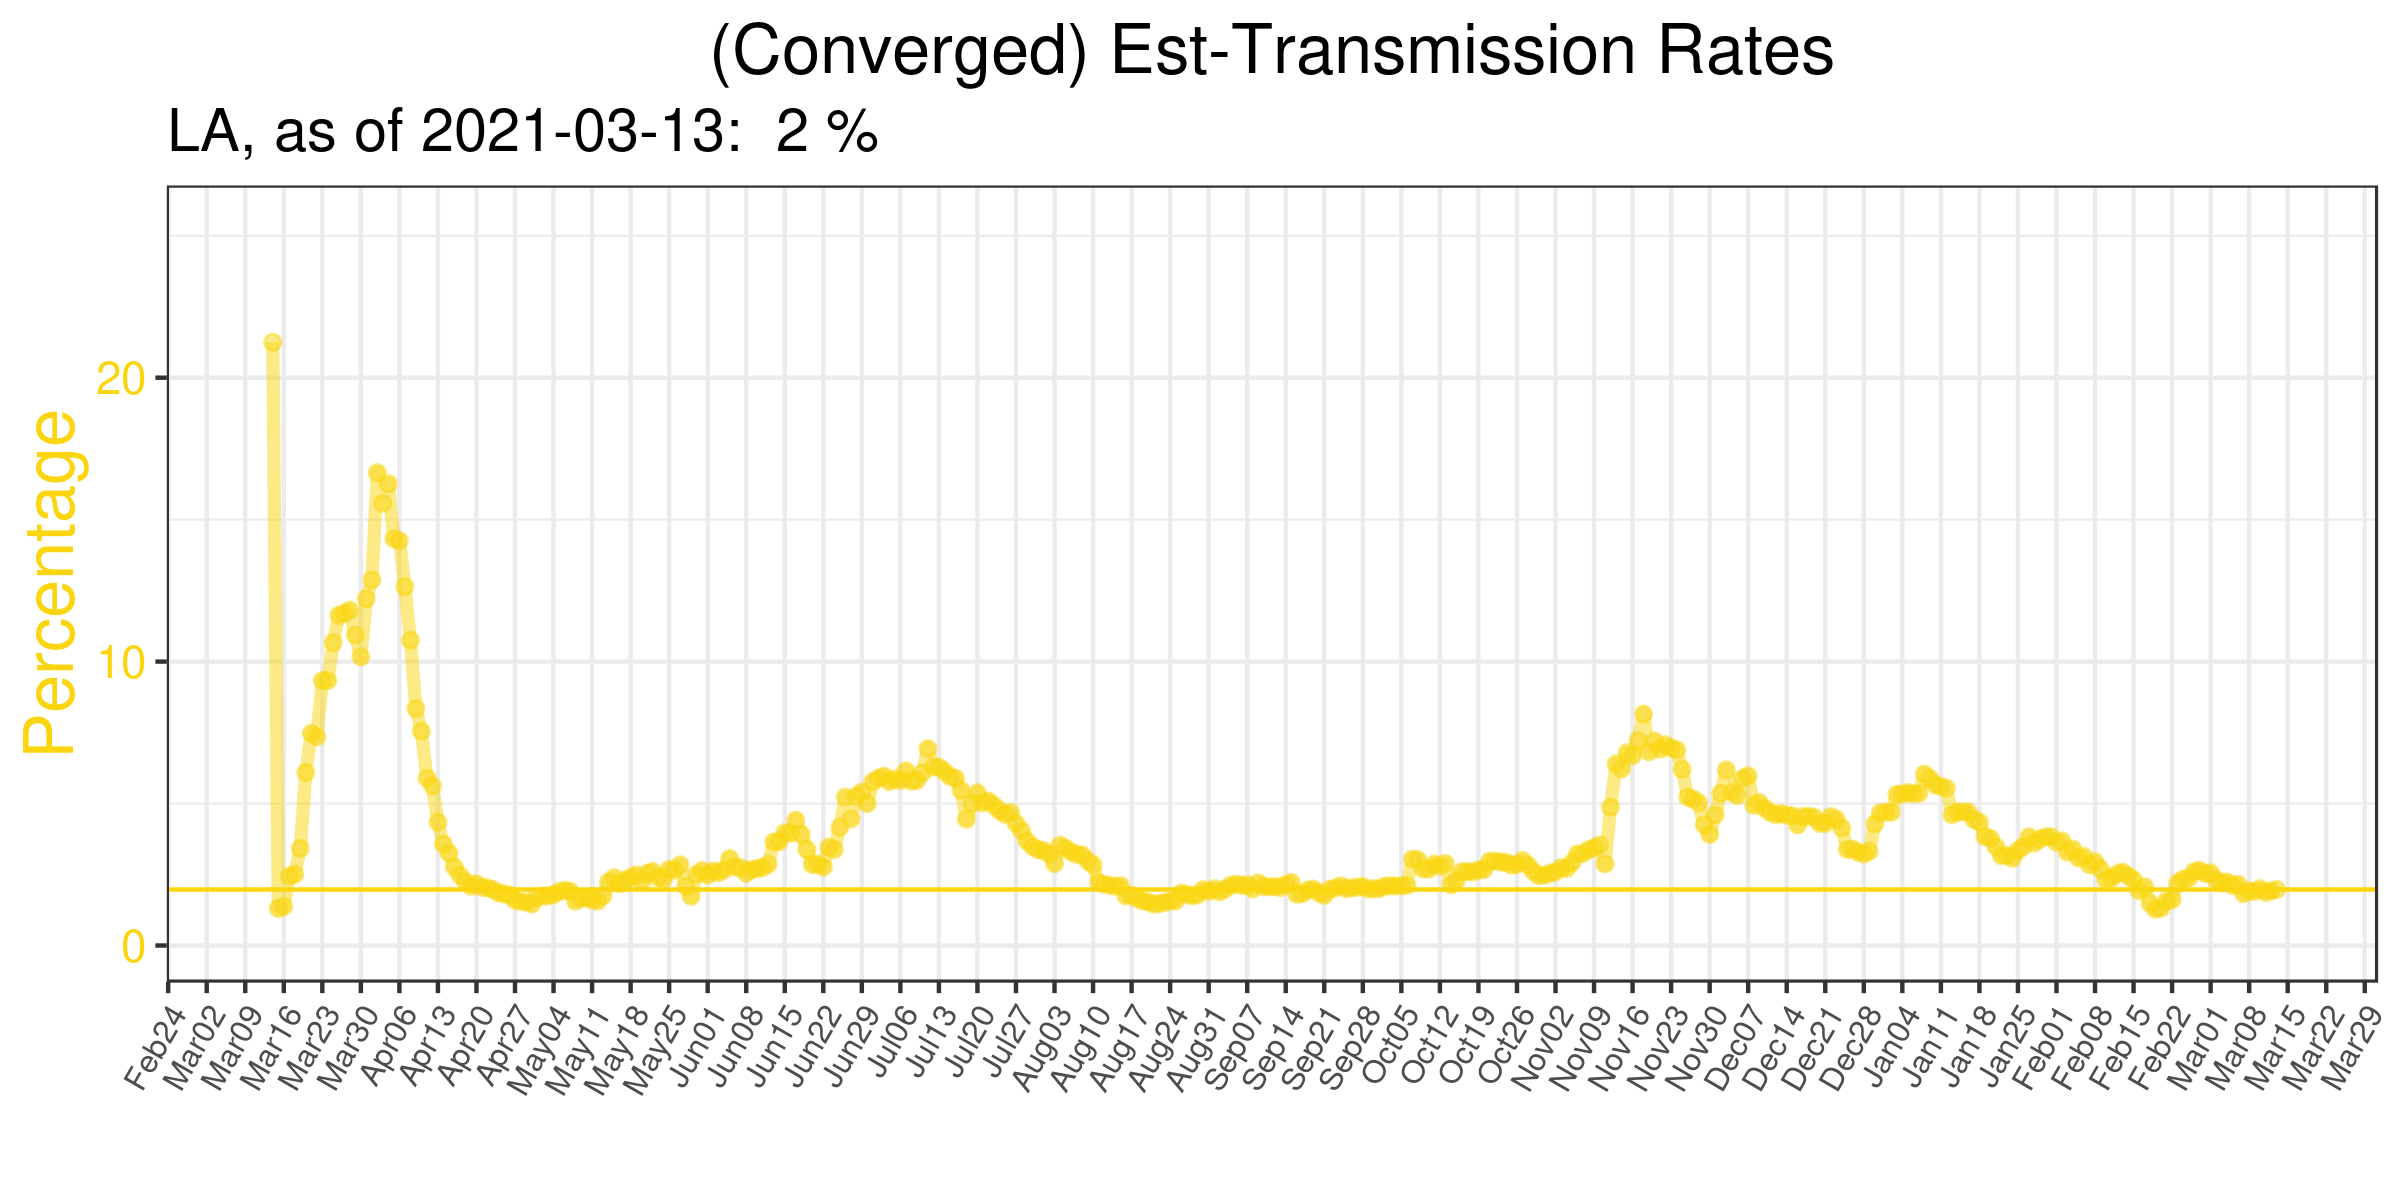 (Converged) Est-Transmission Rates
LA, as of 2021-03-13:  2 %
Percentage
20
10
0
Feb24
Mar02
Mar09
Mar16
Mar23
Mar30
Apr06
Apr13
Apr20
Apr27
May04
May11
May18
May25
Jun01
Jun08
Jun15
Jun22
Jun29
Jul06
Jul13
Jul20
Jul27
Aug03
Aug10
Aug17
Aug24
Aug31
Sep07
Sep14
Sep21
Sep28
Oct05
Oct12
Oct19
Oct26
Nov02
Nov09
Nov16
Nov23
Nov30
Dec07
Dec14
Dec21
Dec28
Jan04
Jan11
Jan18
Jan25
Feb01
Feb08
Feb15
Feb22
Mar01
Mar08
Mar15
Mar22
Mar29